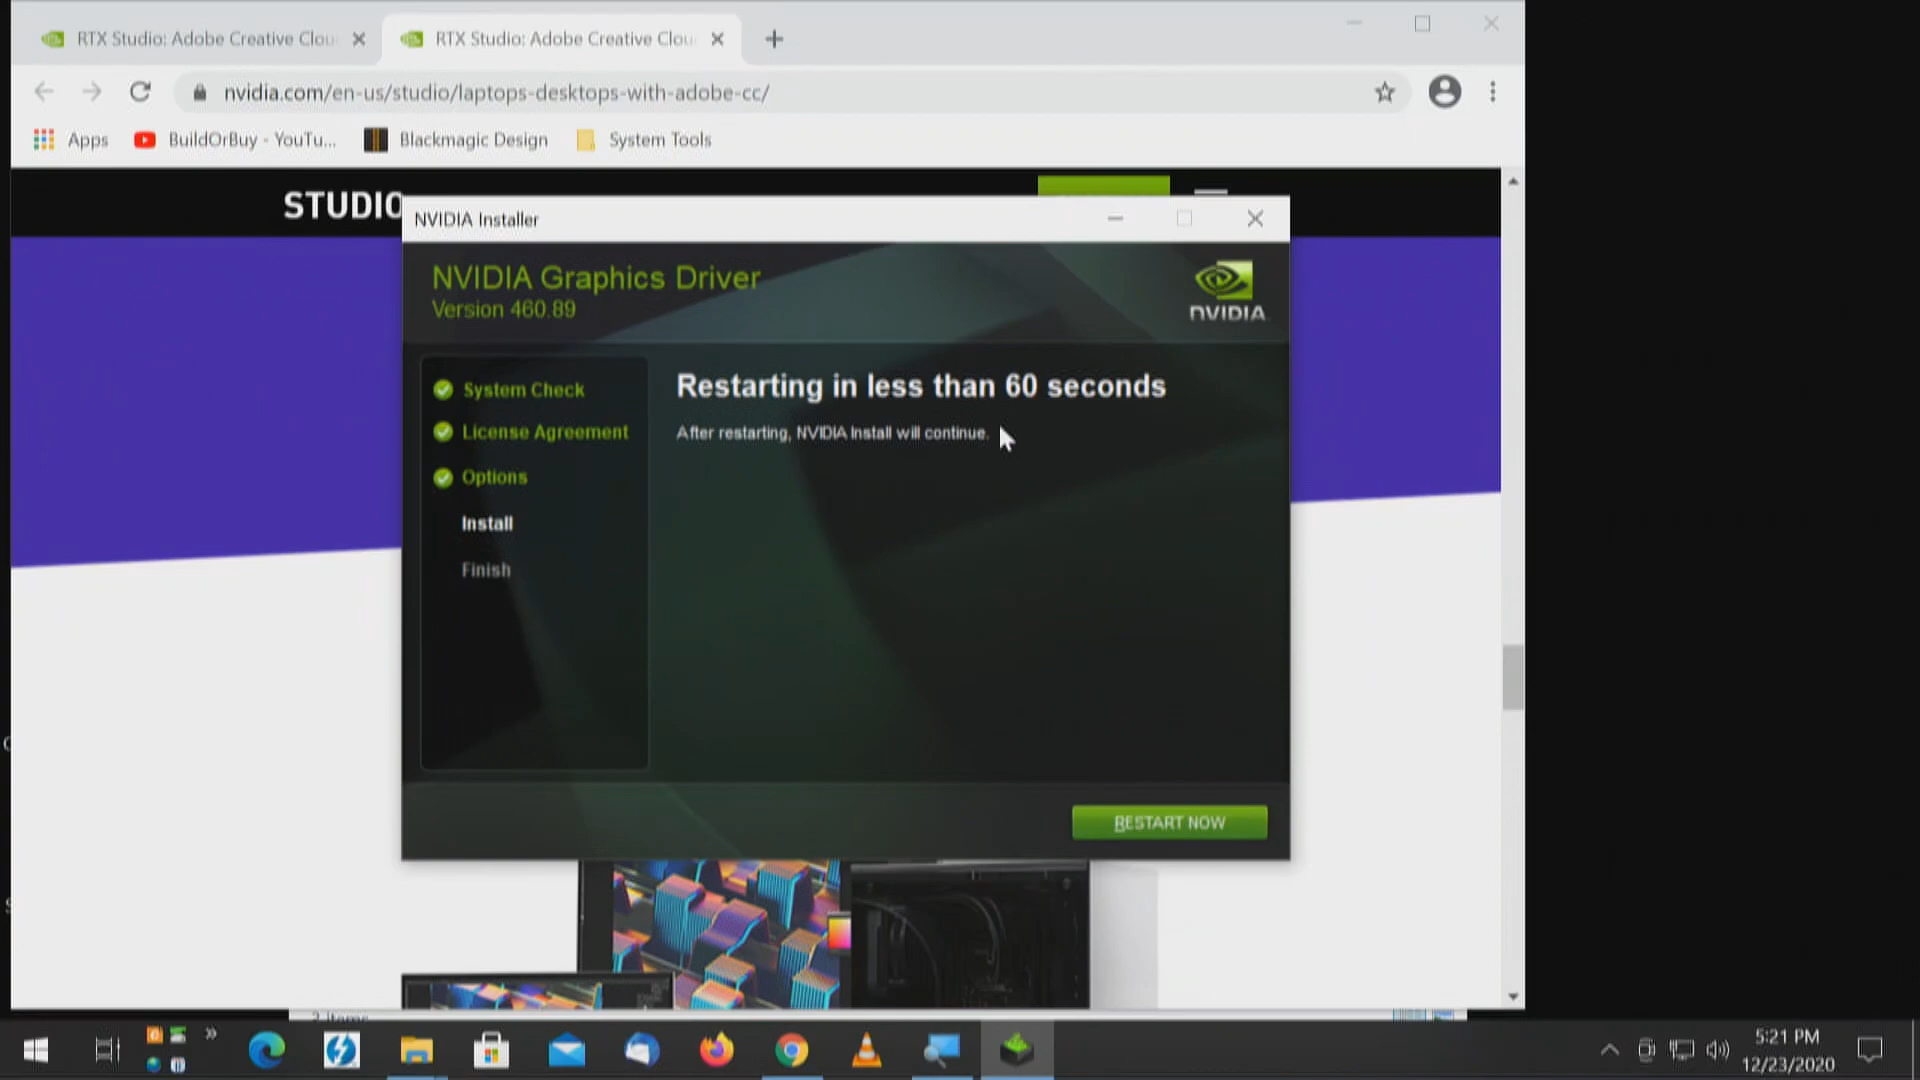 RTX Studio: Adobe Creative Clou
RTX Studio: Adobe Creative Clou
nvidia.com/en-us/studio/laptops-desktops-with-adobe-cc/
Apps
BuildOrBuy - YouTu...
Blackmagic Design
System Tools
STUDIO
NVIDIA Installer
NVIDIA Graphics Driver
Version 460.89
NVIDIA
System Check
License Agreement
Options
Install
Finish
Restarting in less than 60 seconds
After restarting, NVIDIA Install will continue.
RESTART NOW
5:21 PM
12/23/2020